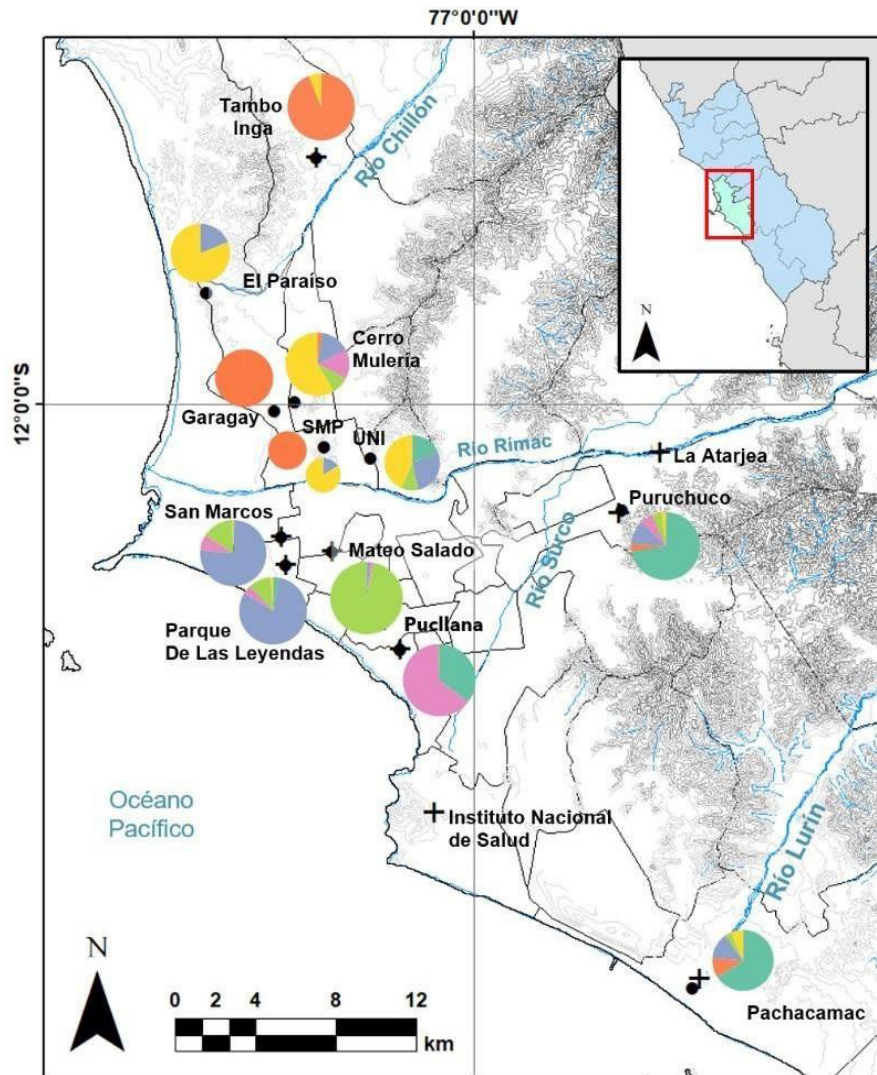 77°0'0"W
Tambo
Inga
Río Chillón
N
El Paraíso
Cerro
Mulería
12°0'0"S
Garagay
SMP
UNI
Río Rímac
La Atarjea
San Marcos
Puruchuco
Mateo Salado
Río Surco
Parque
De Las Leyendas
Pucllana
Océano
Pacífico
Instituto Nacional
de Salud
Río Lurín
N
0 2 4 8 12
km
Pachacamac